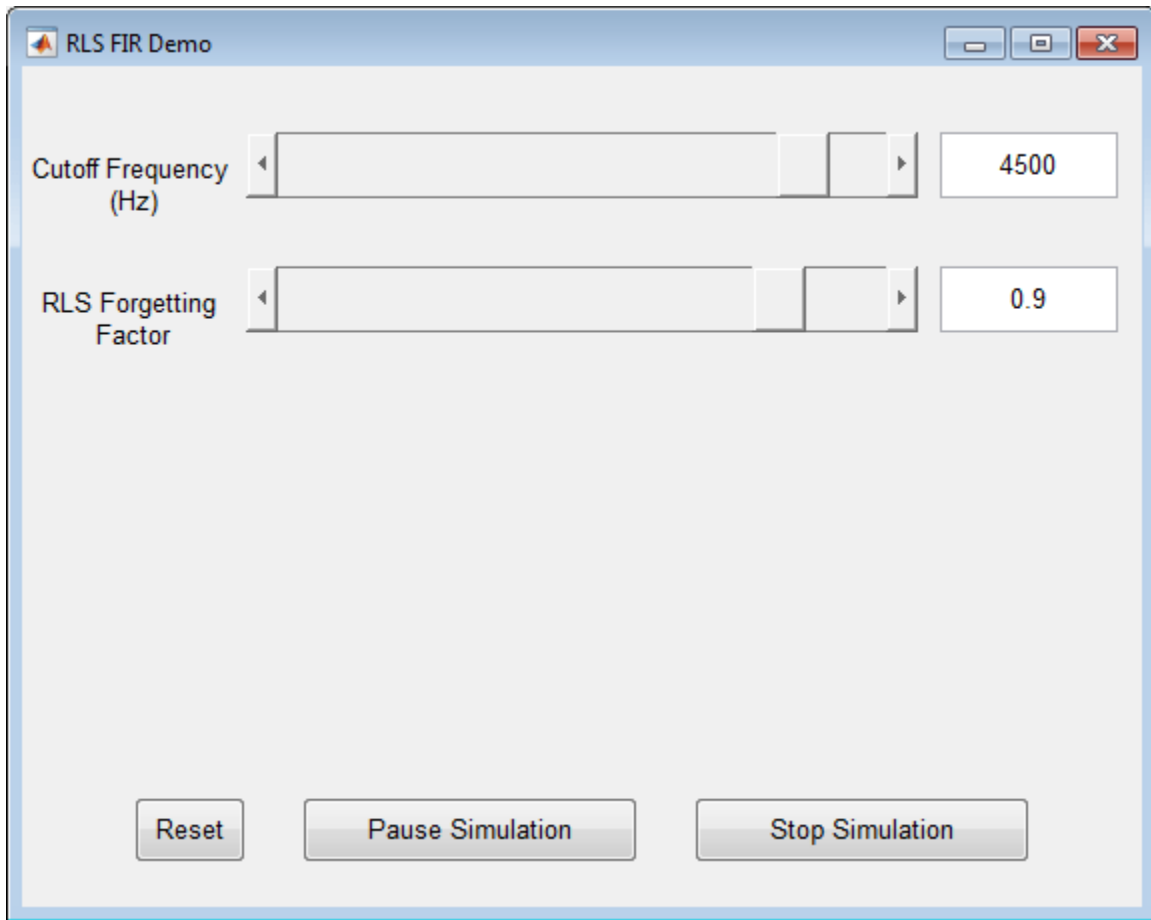 RLS FIR Demo
Cutoff Frequency
(Hz)
4500
RLS Forgetting
Factor
0.9
Reset
Pause Simulation
Stop Simulation